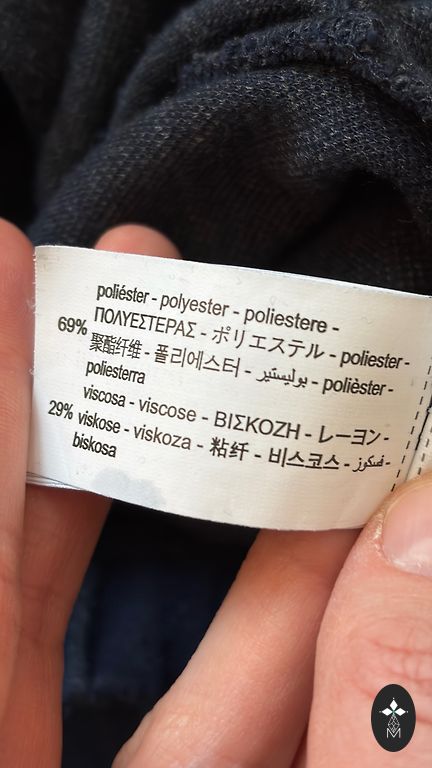 poliéster - polyester - poliestere -
69% ΠΟΛΥΕΣΤΕΡΑΣ - ポリエステル - poliester -
聚酯纤维 - 폴리에스터 - بوليستير - polièster -
poliesterra
viscosa - viscose - ΒΙΣΚΟΖΗ - レーヨン -
29% viskose - viskoza - 粘纤 - 비스코스 - فسكوز -
biskosa
M